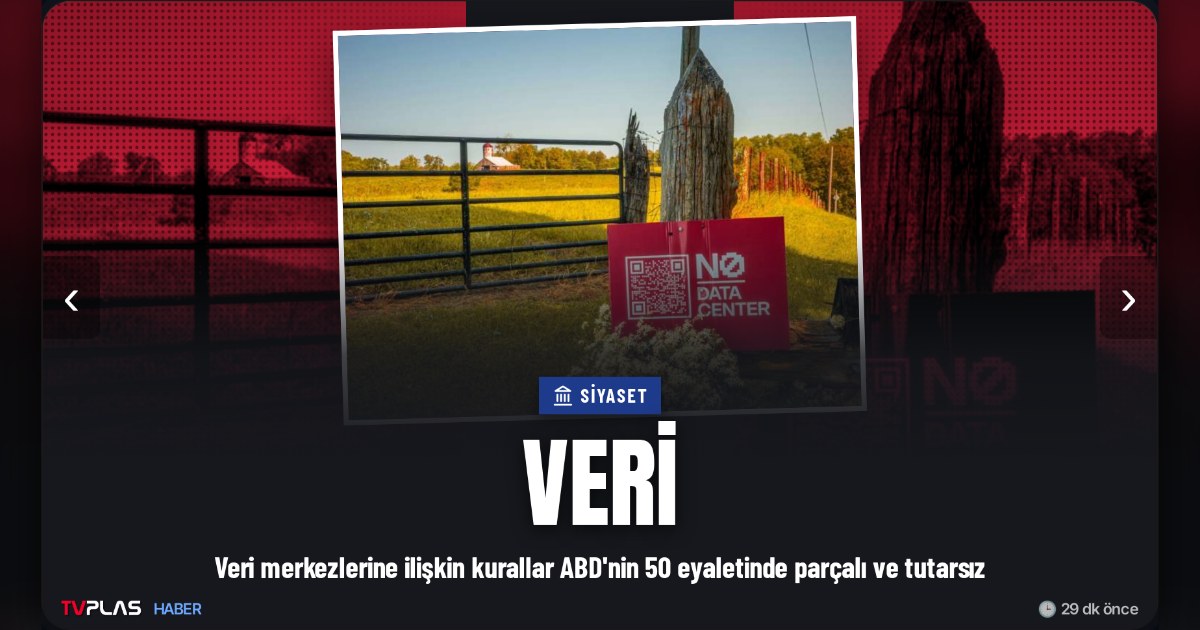 NØ
DATA
CENTER
SİYASET
VERİ
Veri merkezlerine ilişkin kurallar ABD'nin 50 eyaletinde parçalı ve tutarsız
TVPLAS HABER
29 dk önce